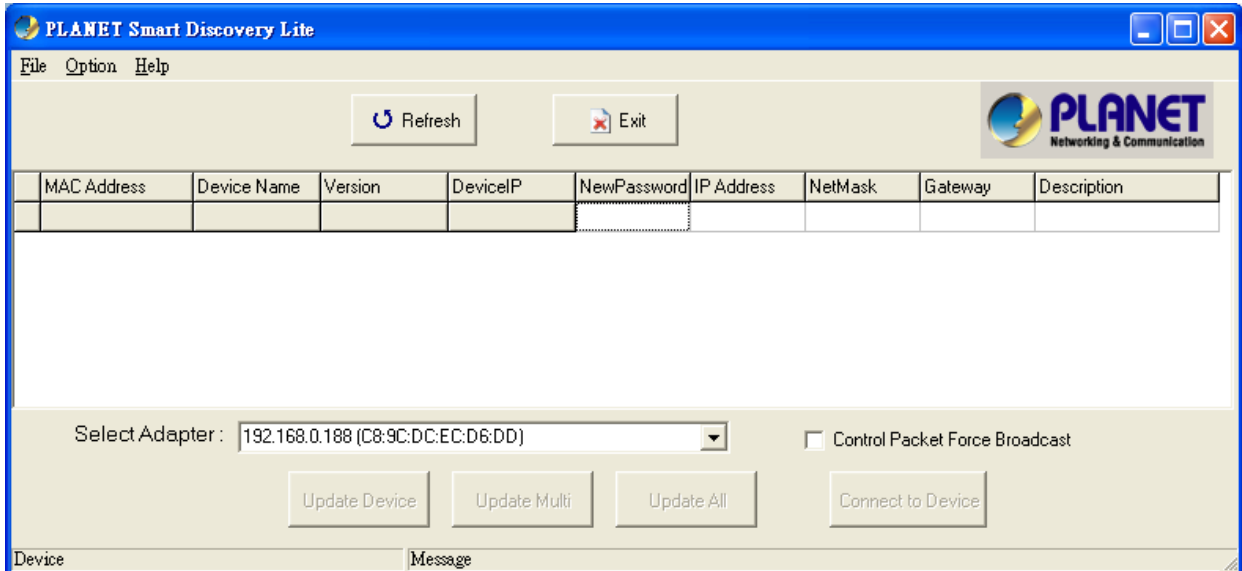 PLANET Smart Discovery Lite
File Option Help
Refresh Exit
PLANET
Networking & Communication
MAC Address Device Name Version DeviceIP NewPassword IP Address NetMask Gateway Description
Select Adapter : 192.168.0.188 (C8:9C:DC:EC:D6:DD) Control Packet Force Broadcast
Update Device Update Multi Update All Connect to Device
Device Message